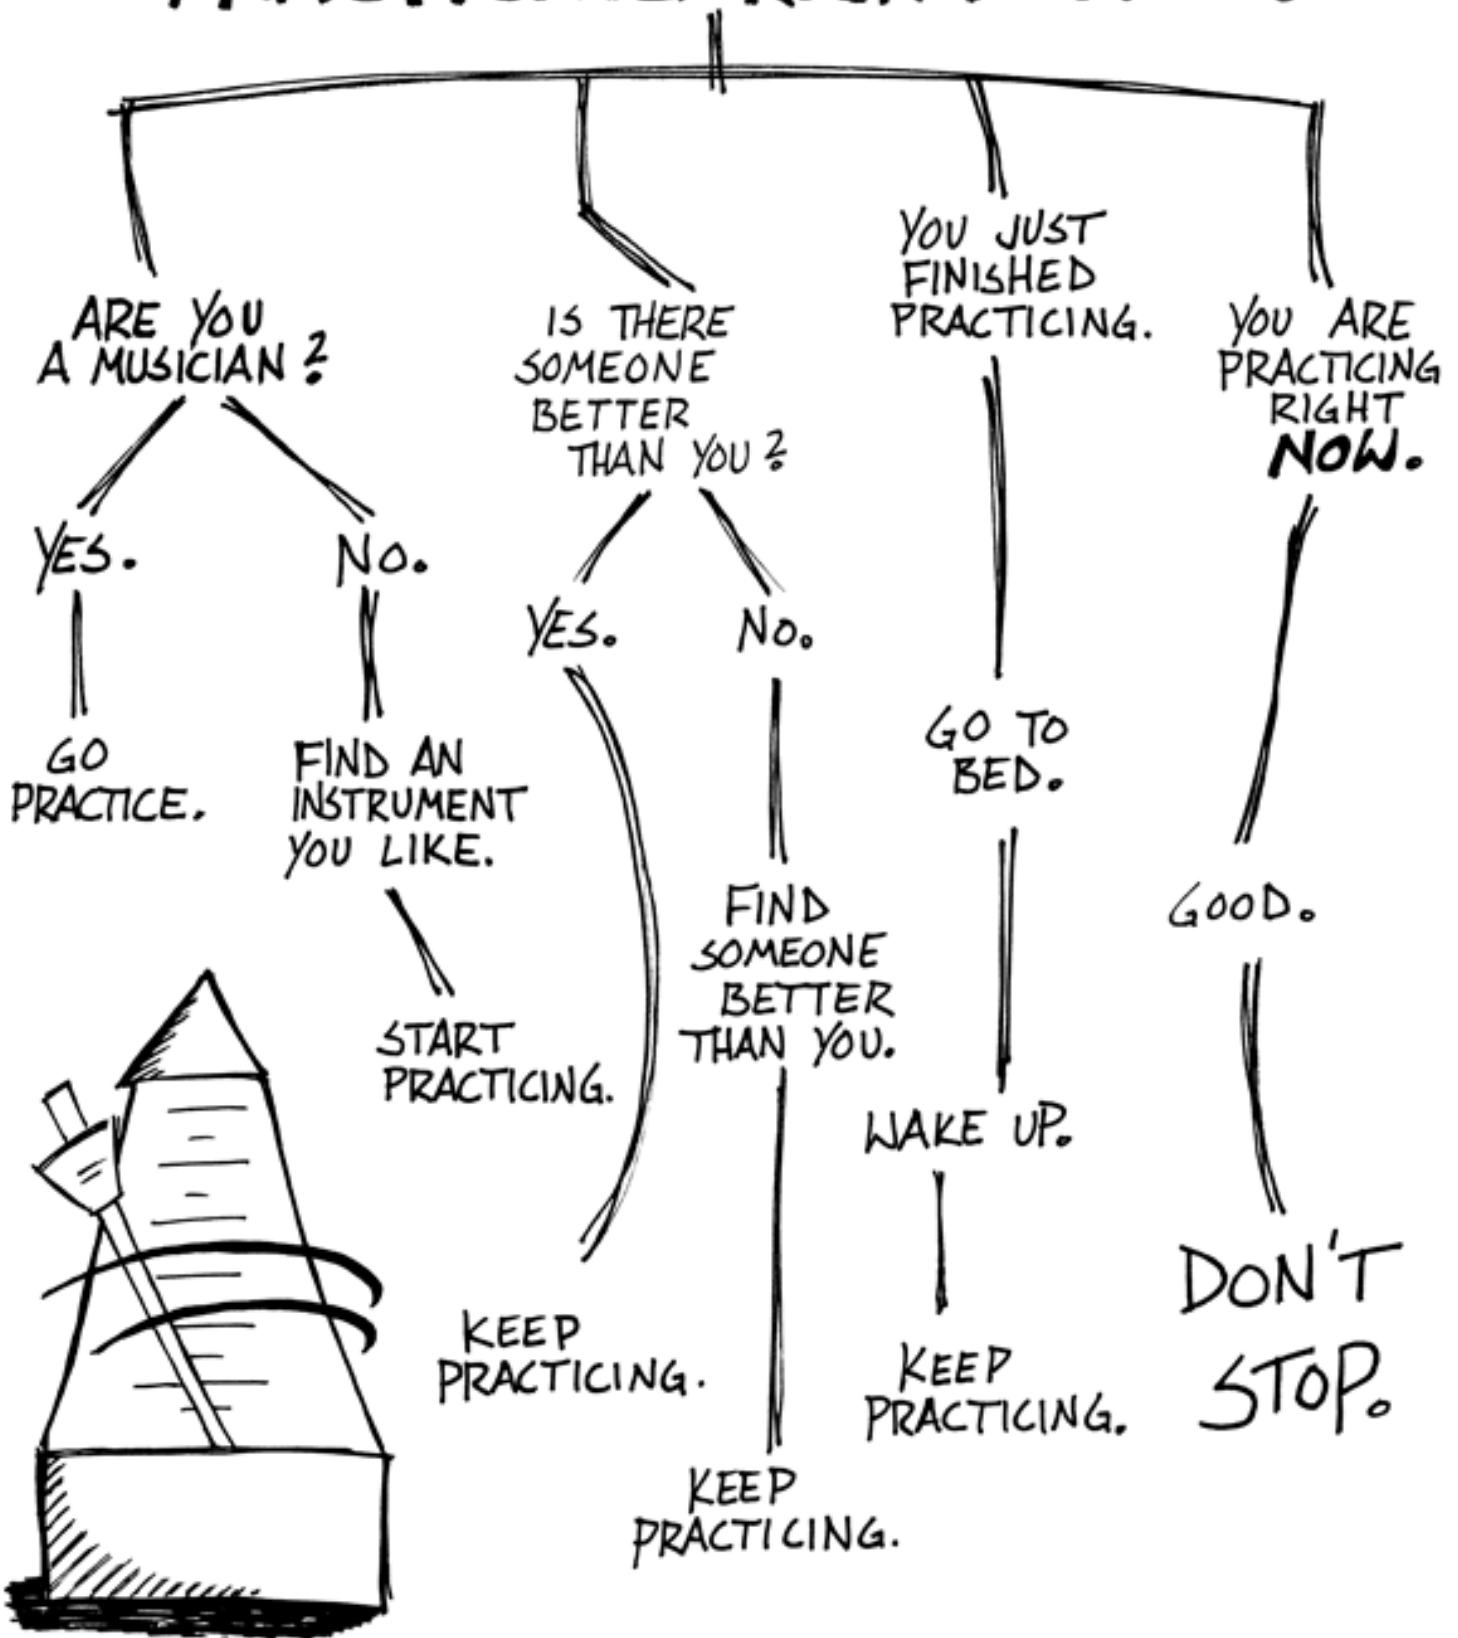 ARE YOU
A MUSICIAN?
YES.
GO
PRACTICE.
NO.
FIND AN
INSTRUMENT
YOU LIKE.
START
PRACTICING.
IS THERE
SOMEONE
BETTER
THAN YOU?
YES.
KEEP
PRACTICING.
NO.
FIND
SOMEONE
BETTER
THAN YOU.
KEEP
PRACTICING.
YOU JUST
FINISHED
PRACTICING.
GO TO
BED.
WAKE UP.
KEEP
PRACTICING.
YOU ARE
PRACTICING
RIGHT
NOW.
GOOD.
DON'T
STOP.